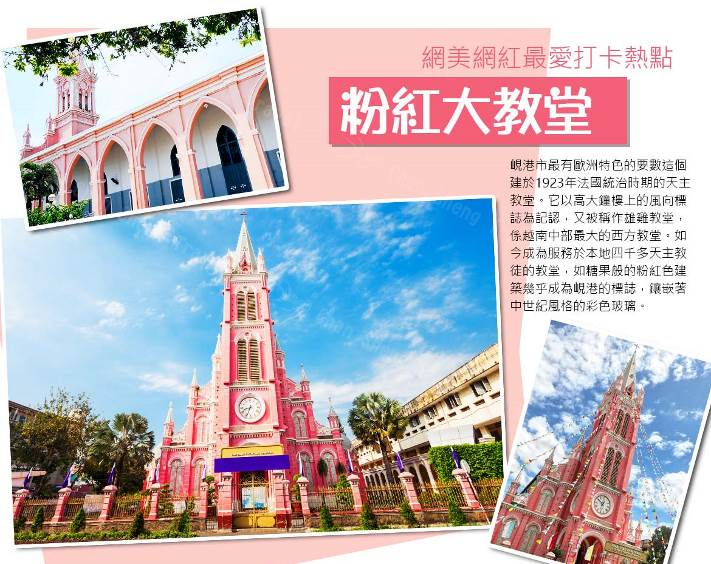 網美網紅最愛打卡熱點
粉紅大教堂
峴港市最有歐洲特色的要數這個
建於1923年法國統治時期的天主
教堂。它以高大鐘樓上的風向標
誌為記認，又被稱作雄雞教堂，
係越南中部最大的西方教堂。如
今成為服務於本地四千多天主教
徒的教堂，如糖果般的粉紅色建
築幾乎成為峴港的標誌，鑲嵌著
中世紀風格的彩色玻璃。